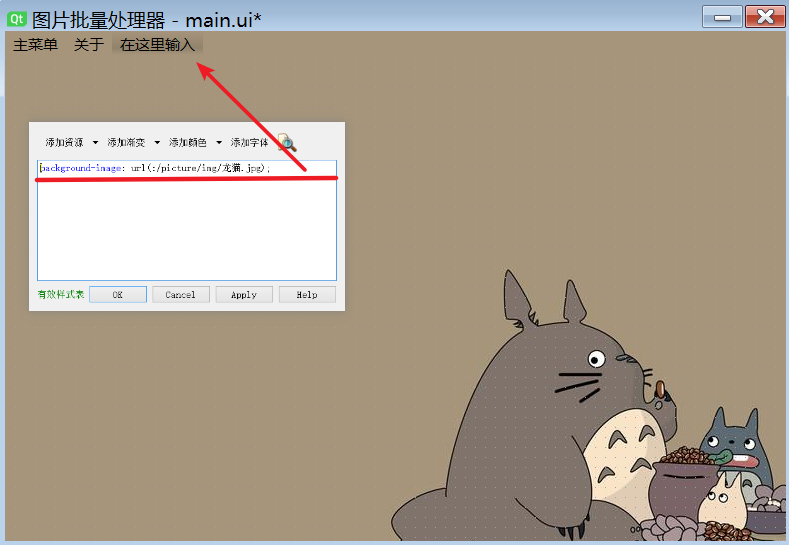 Qt 图片批量处理器 - main.ui*
主菜单 关于 在这里输入
添加资源 添加渐变 添加颜色 添加字体
background-image: url(:/picture/img/龙猫.jpg);
有效样式表 OK Cancel Apply Help